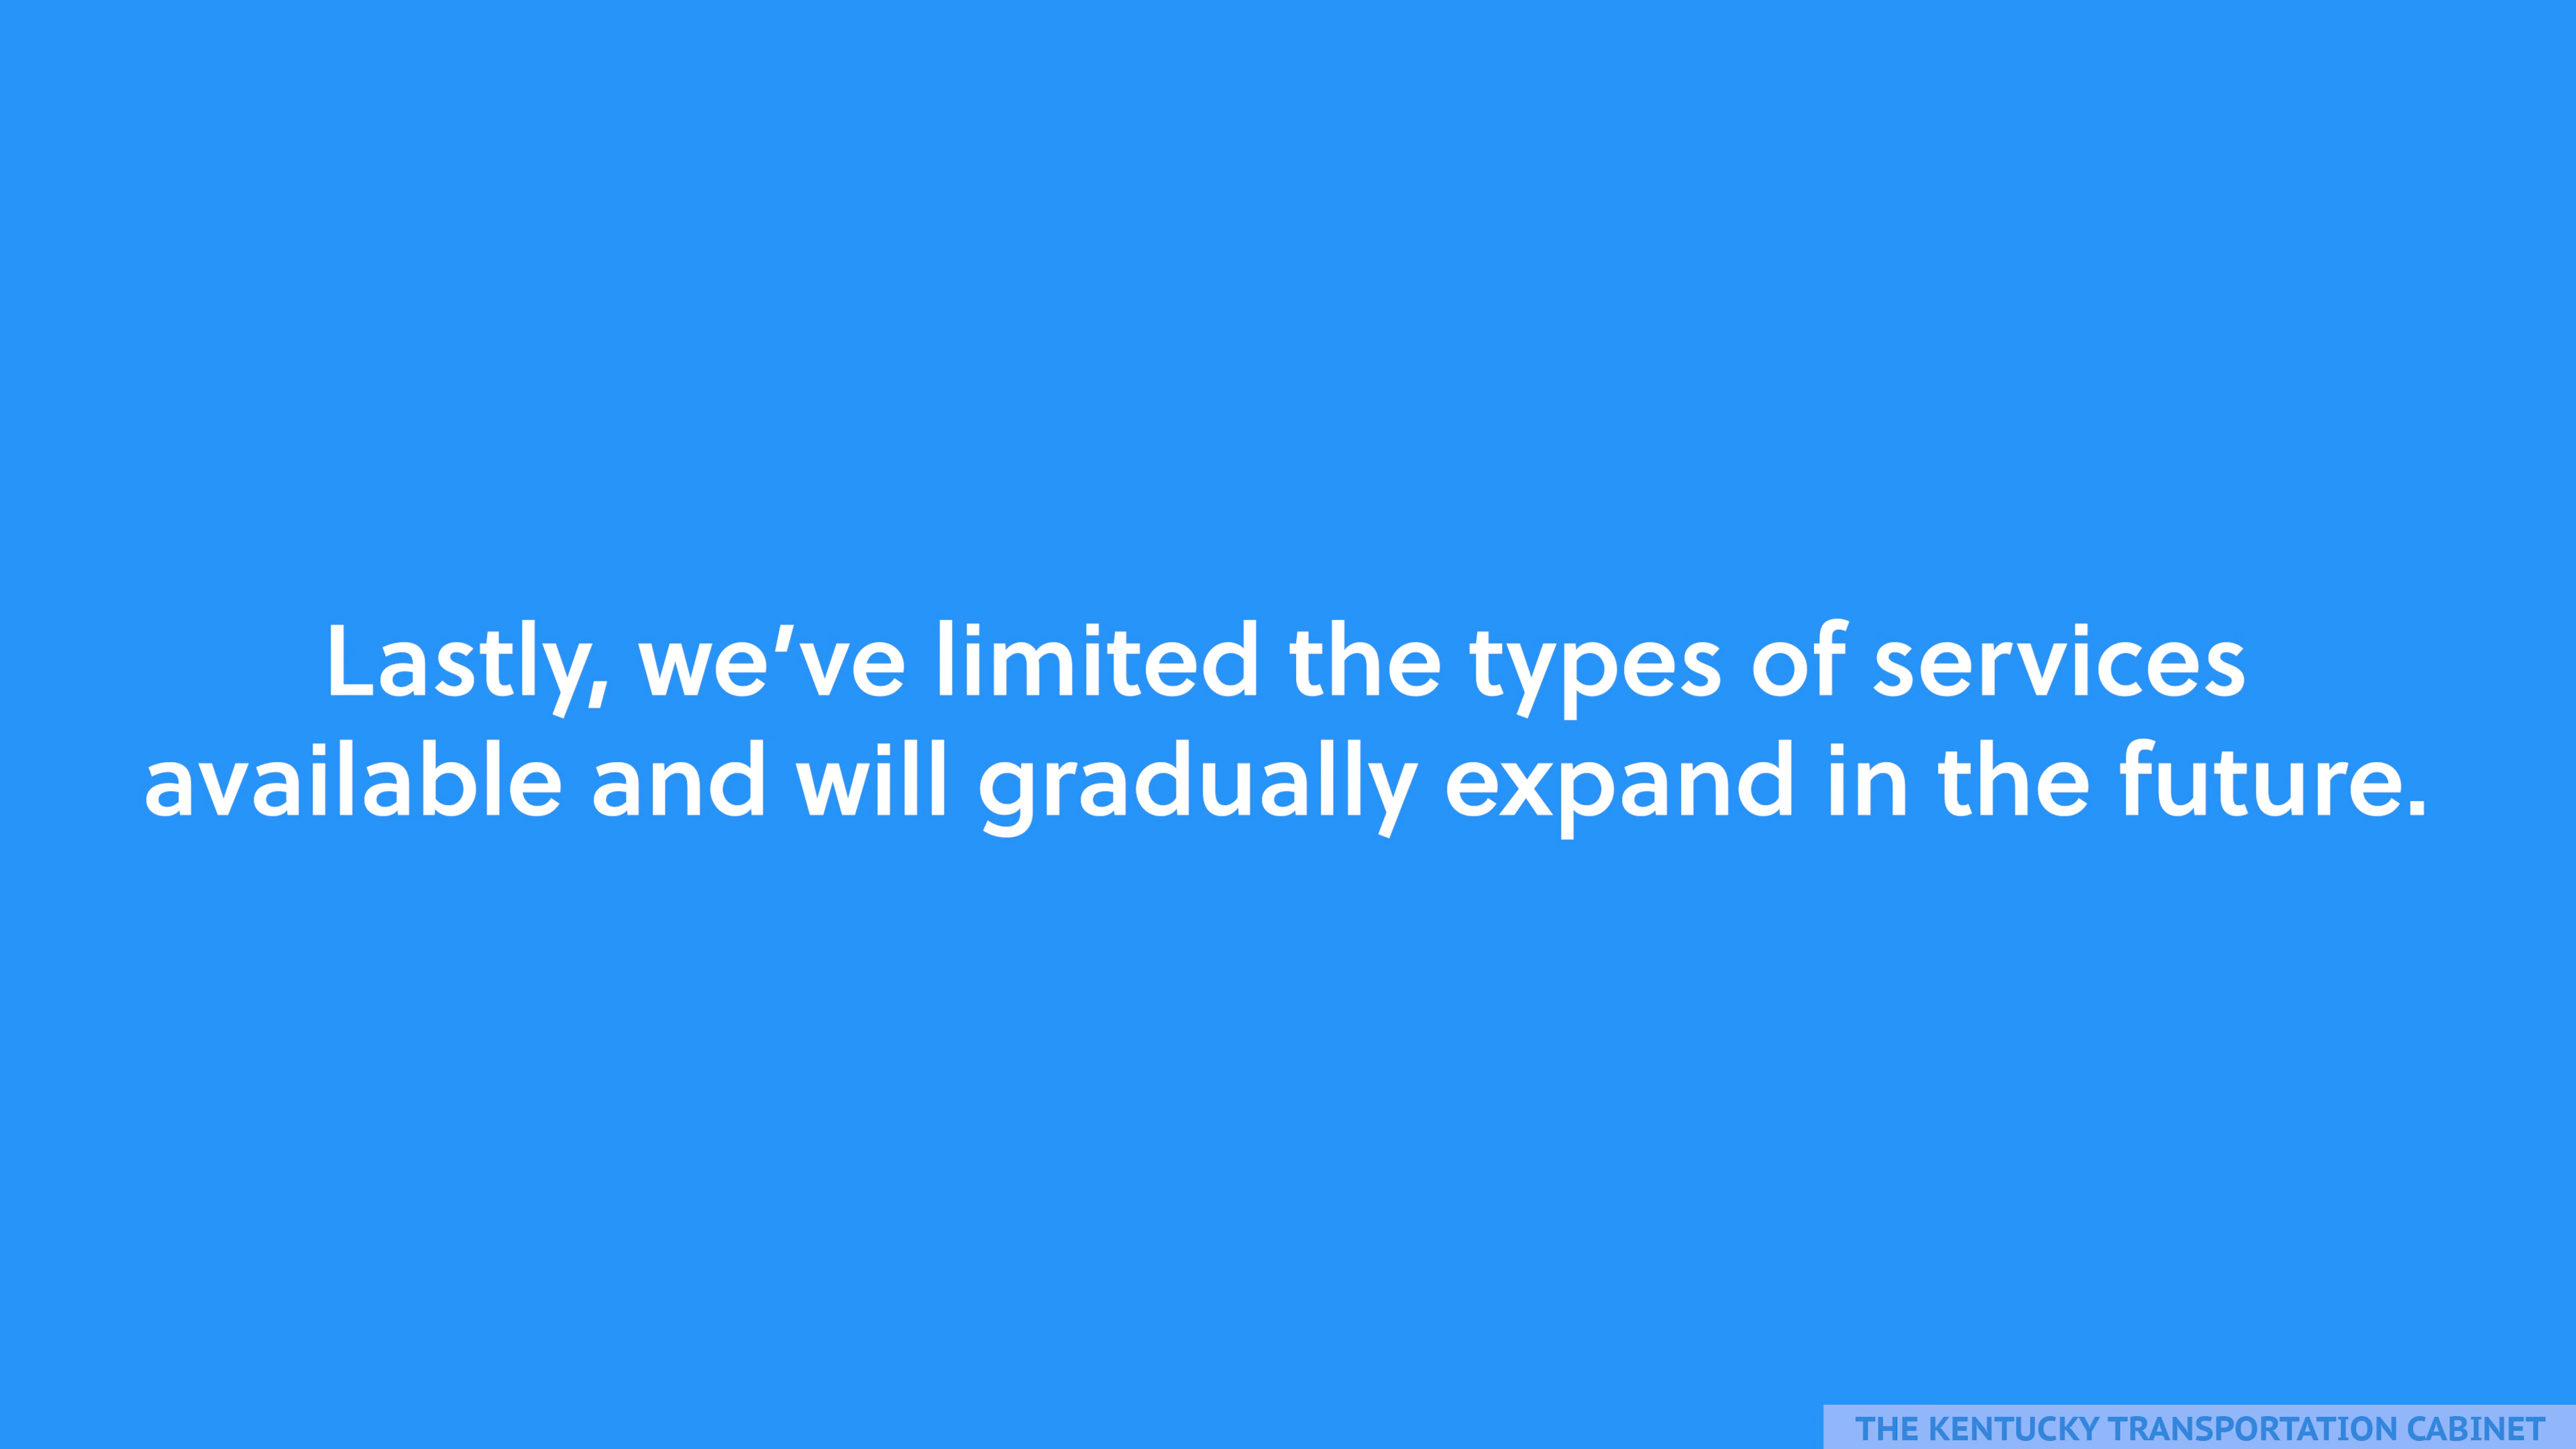 Lastly, we’ve limited the types of services
available and will gradually expand in the future.
THE KENTUCKY TRANSPORTATION CABINET